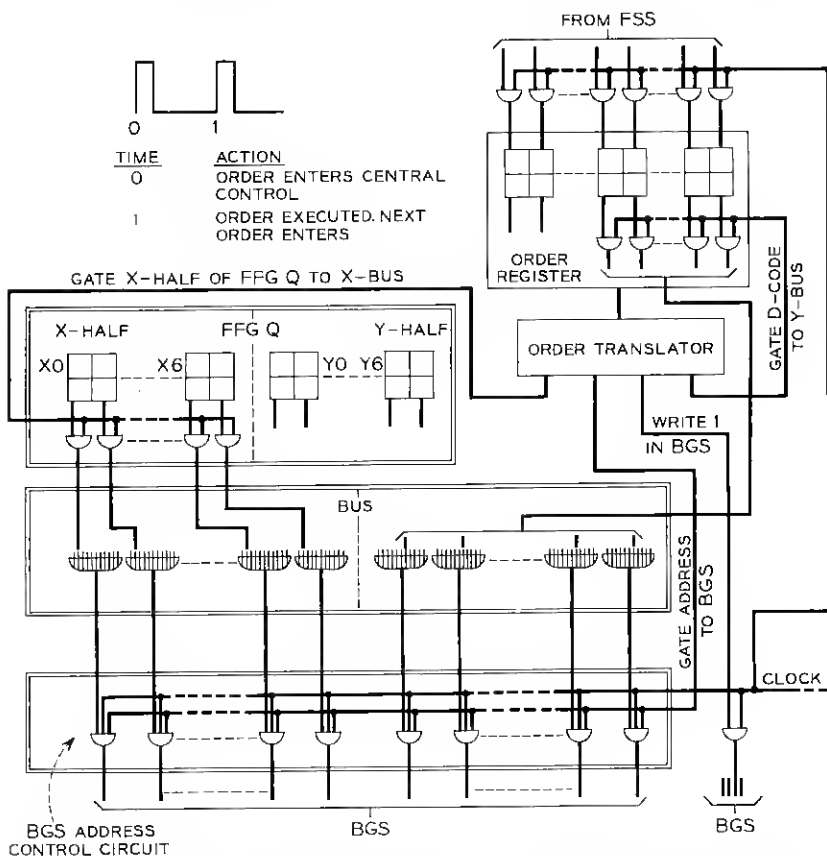 FROM FSS
0 1
TIME ACTION
0 ORDER ENTERS CENTRAL
CONTROL
1 ORDER EXECUTED. NEXT
ORDER ENTERS
ORDER
REGISTER
GATE D-CODE
TO Y-BUS
GATE X-HALF OF FFG Q TO X-BUS
X-HALF FFG Q Y-HALF
X0 X6 Y0 Y6
ORDER TRANSLATOR
WRITE 1
IN BGS
BUS
GATE ADDRESS
TO BGS
CLOCK
BGS ADDRESS
CONTROL CIRCUIT
BGS
BGS